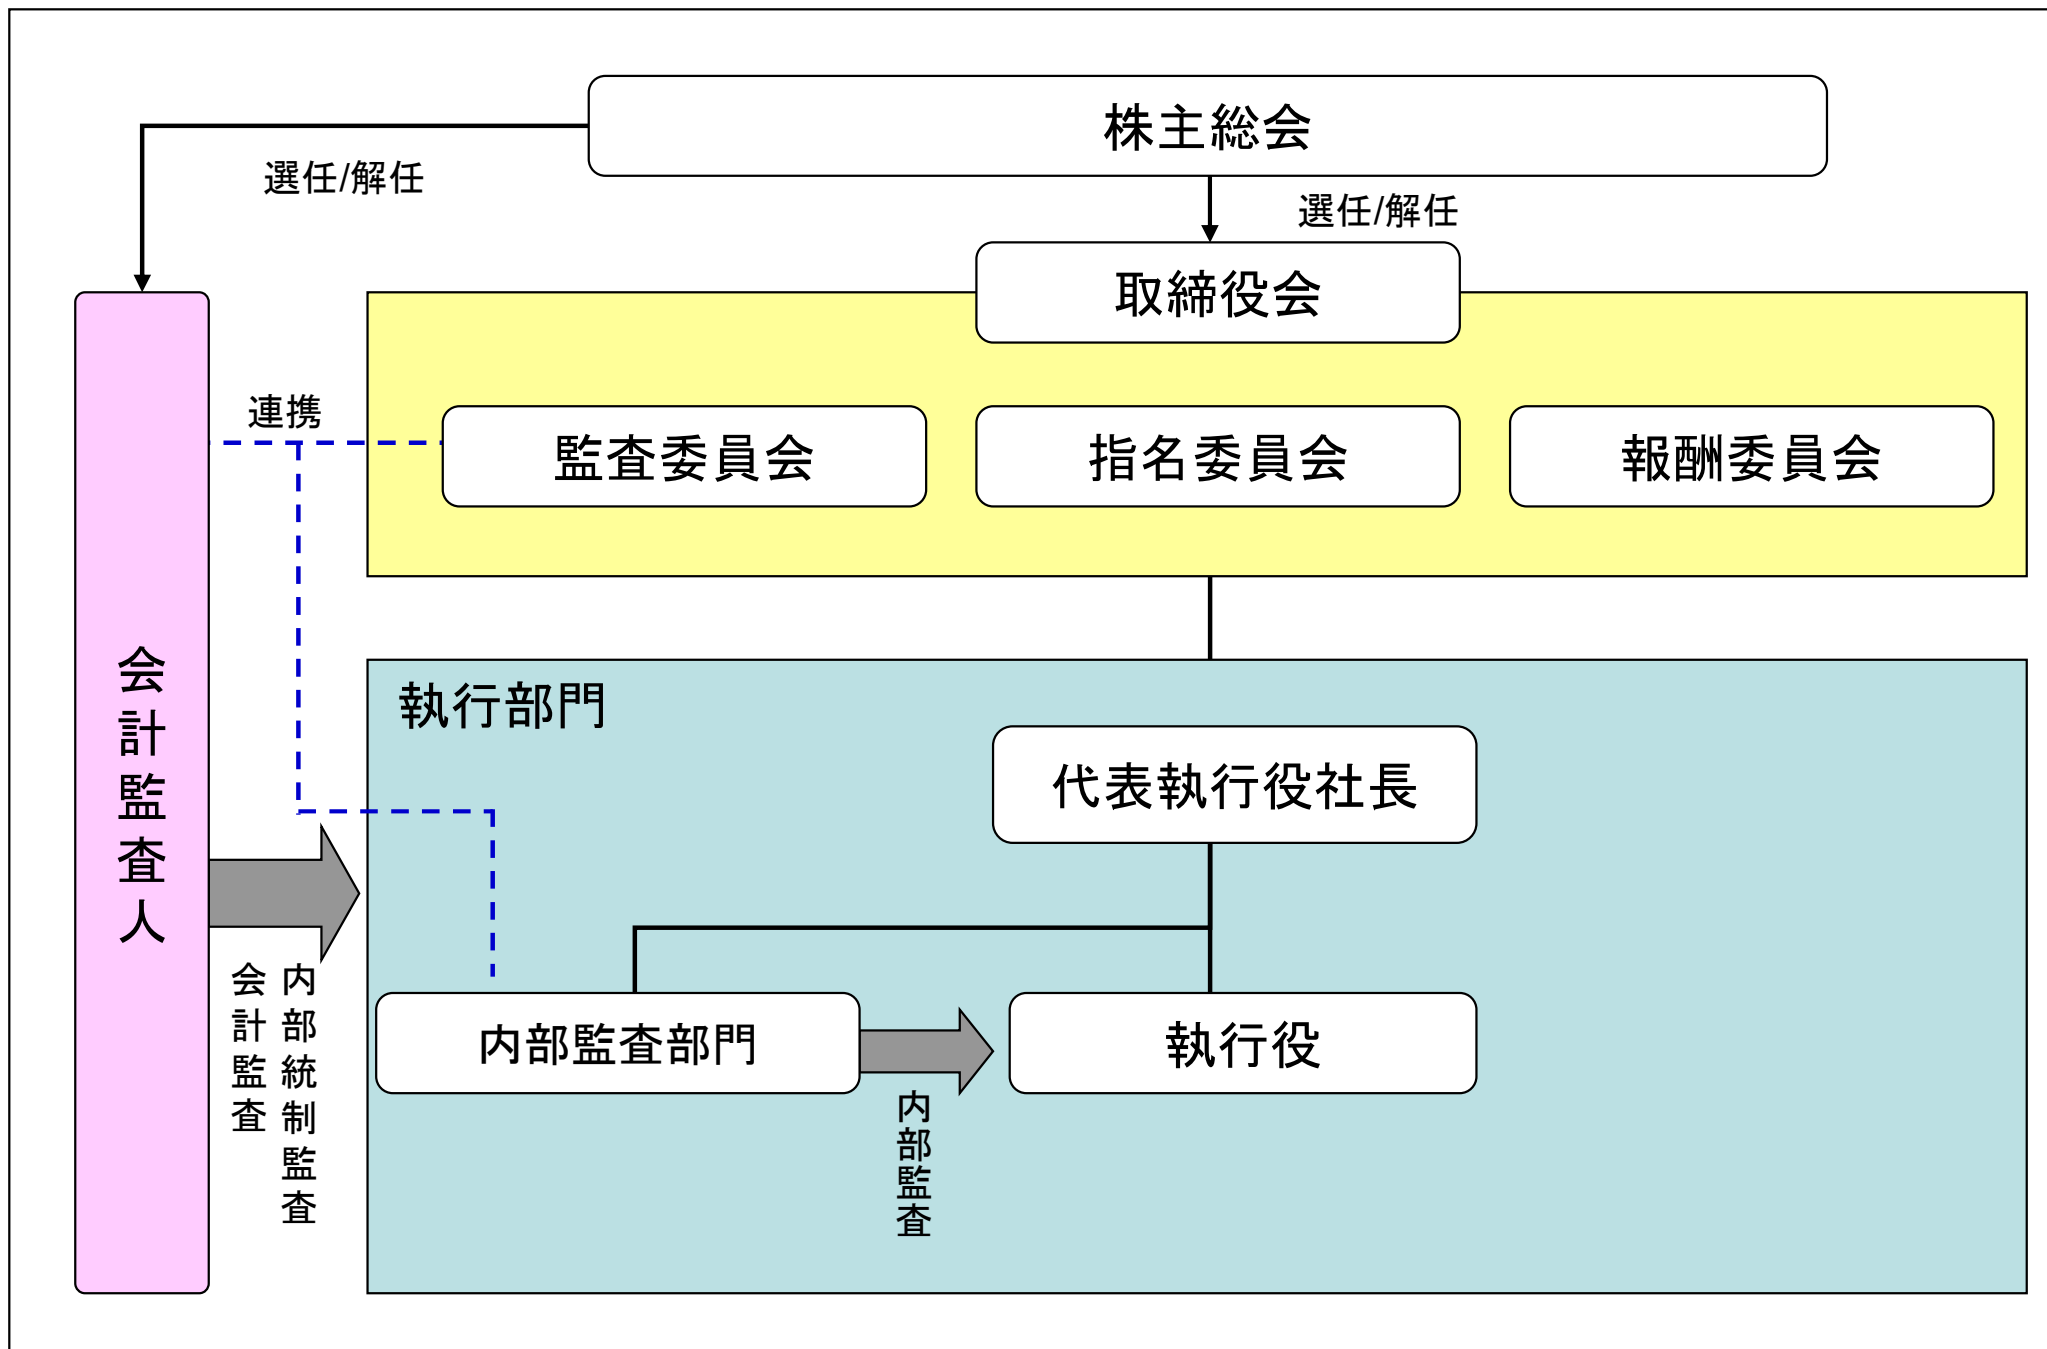 株主総会
選任/解任
選任/解任
取締役会
連携
監査委員会
指名委員会
報酬委員会
会計監査人
執行部門
代表執行役社長
内部統制監査
会計監査
内部監査部門
執行役
内部監査